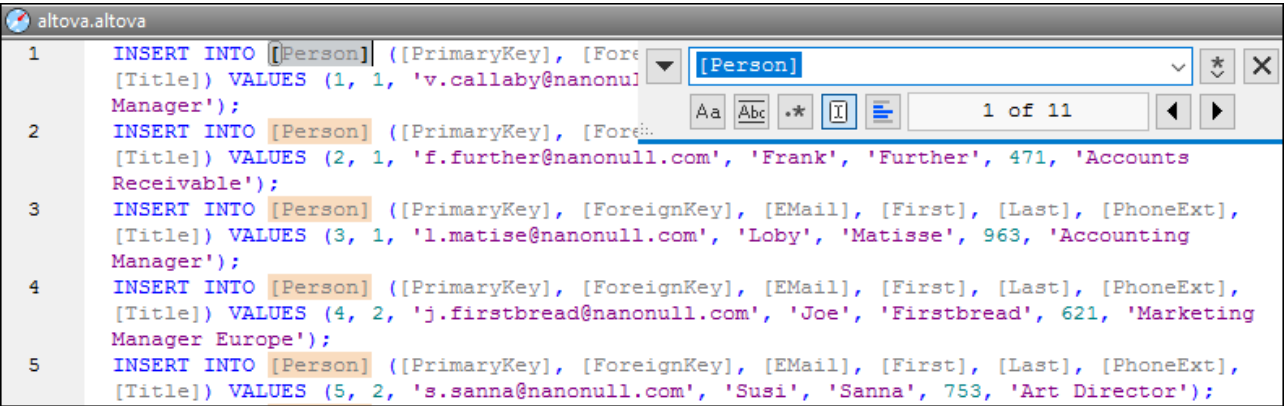 altova.altova
1 INSERT INTO [Person] ([PrimaryKey], [Fore
[Person]
[Title]) VALUES (1, 1, 'v.callaby@nanonul
Manager');
Aa Abc .* 1 of 11
2 INSERT INTO [Person] ([PrimaryKey], [Fore
[Title]) VALUES (2, 1, 'f.further@nanonull.com', 'Frank', 'Further', 471, 'Accounts
Receivable');
3 INSERT INTO [Person] ([PrimaryKey], [ForeignKey], [EMail], [First], [Last], [PhoneExt],
[Title]) VALUES (3, 1, 'l.matise@nanonull.com', 'Loby', 'Matisse', 963, 'Accounting
Manager');
4 INSERT INTO [Person] ([PrimaryKey], [ForeignKey], [EMail], [First], [Last], [PhoneExt],
[Title]) VALUES (4, 2, 'j.firstbread@nanonull.com', 'Joe', 'Firstbread', 621, 'Marketing
Manager Europe');
5 INSERT INTO [Person] ([PrimaryKey], [ForeignKey], [EMail], [First], [Last], [PhoneExt],
[Title]) VALUES (5, 2, 's.sanna@nanonull.com', 'Susi', 'Sanna', 753, 'Art Director');